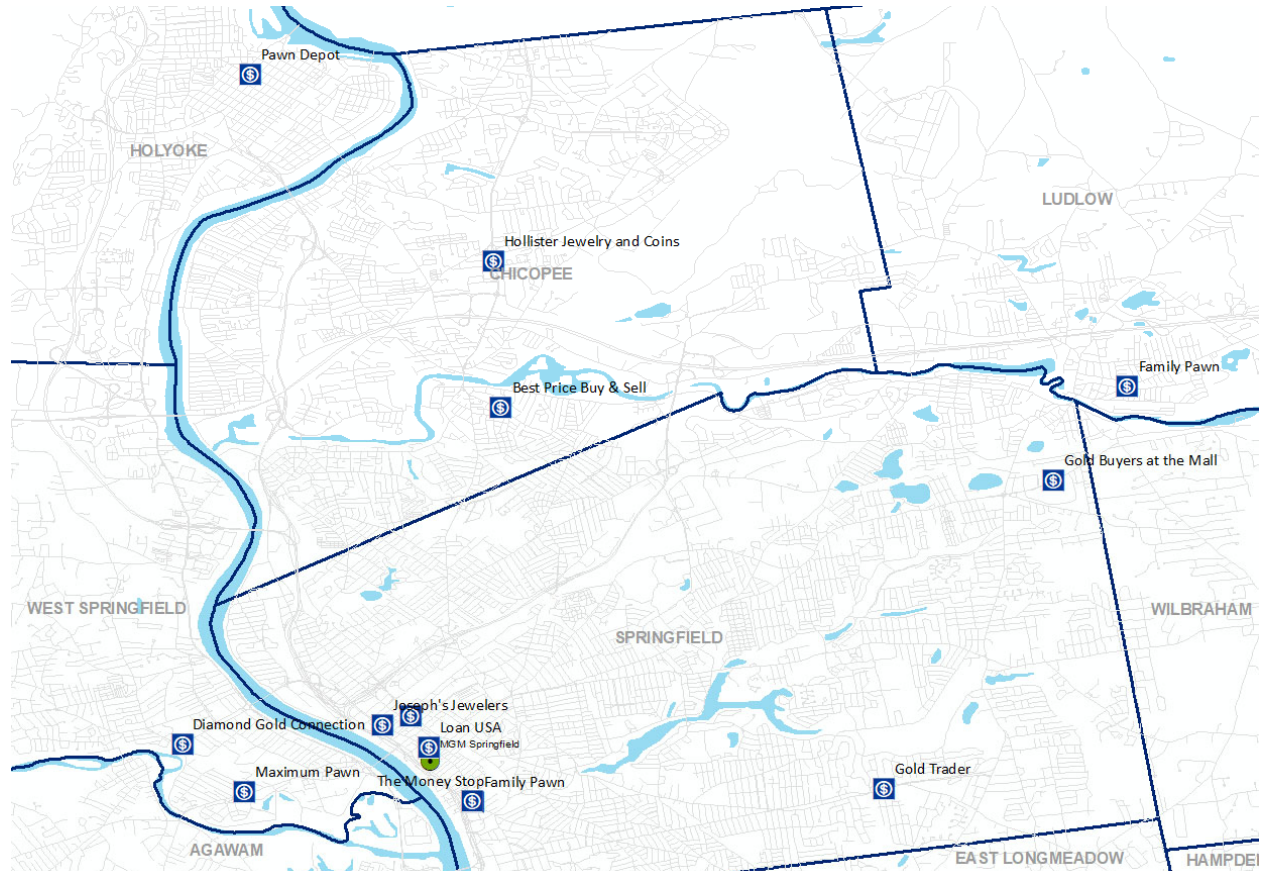 Pawn Depot
HOLYOKE
LUDLOW
Hollister Jewelry and Coins
CHICOPEE
Family Pawn
Best Price Buy & Sell
Gold Buyers at the Mall
WEST SPRINGFIELD
WILBRAHAM
SPRINGFIELD
Joseph's Jewelers
Diamond Gold Connection
Loan USA
MGM Springfield
Maximum Pawn
The Money Stop
Family Pawn
Gold Trader
AGAWAM
EAST LONGMEADOW
HAMPDE